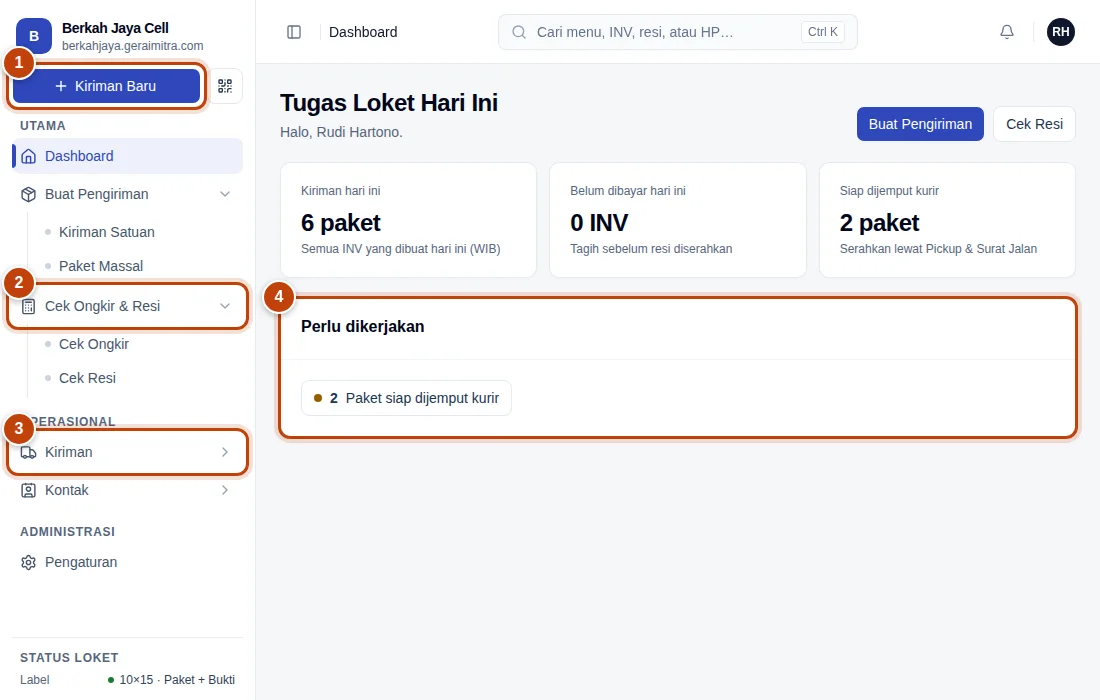 B
Berkah Jaya Cell
berkahjaya.geraimitra.com
1
Kiriman Baru
UTAMA
Dashboard
Buat Pengiriman
Kiriman Satuan
Paket Massal
2
Cek Ongkir & Resi
Cek Ongkir
Cek Resi
OPERASIONAL
3
Kiriman
Kontak
ADMINISTRASI
Pengaturan
STATUS LOKET
Label 10×15 · Paket + Bukti
Dashboard
Cari menu, INV, resi, atau HP…
Ctrl K
RH
Tugas Loket Hari Ini
Halo, Rudi Hartono.
Buat Pengiriman
Cek Resi
Kiriman hari ini
6 paket
Semua INV yang dibuat hari ini (WIB)
Belum dibayar hari ini
0 INV
Tagih sebelum resi diserahkan
Siap dijemput kurir
2 paket
Serahkan lewat Pickup & Surat Jalan
4
Perlu dikerjakan
2 Paket siap dijemput kurir